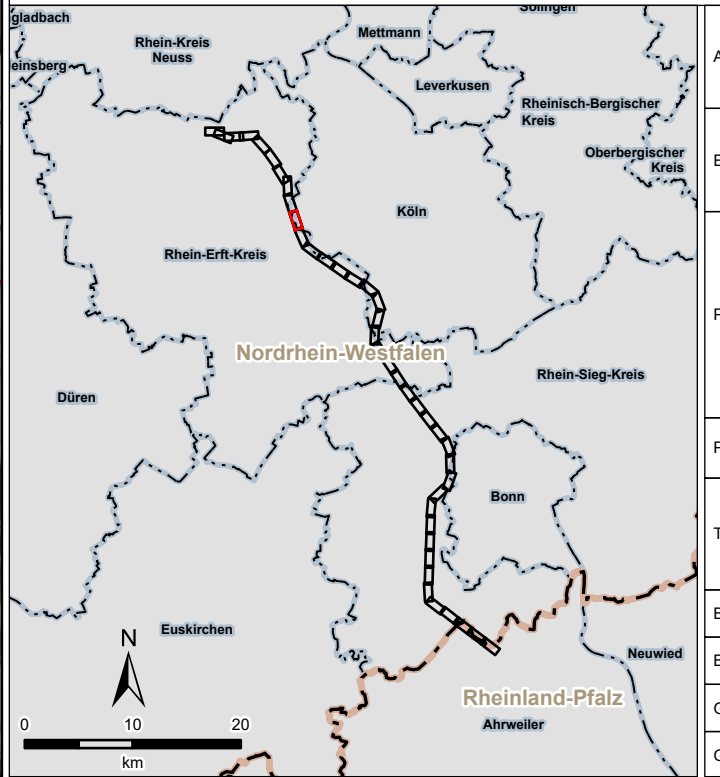 gladbach
Solingen
Mettmann
Rhein-Kreis
Neuss
einsberg
Leverkusen
Rheinisch-Bergischer
Kreis
Oberbergischer
Kreis
Köln
Rhein-Erft-Kreis
Nordrhein-Westfalen
Rhein-Sieg-Kreis
Düren
Bonn
Euskirchen
N
Neuwied
Rheinland-Pfalz
Ahrweiler
0 10 20
km